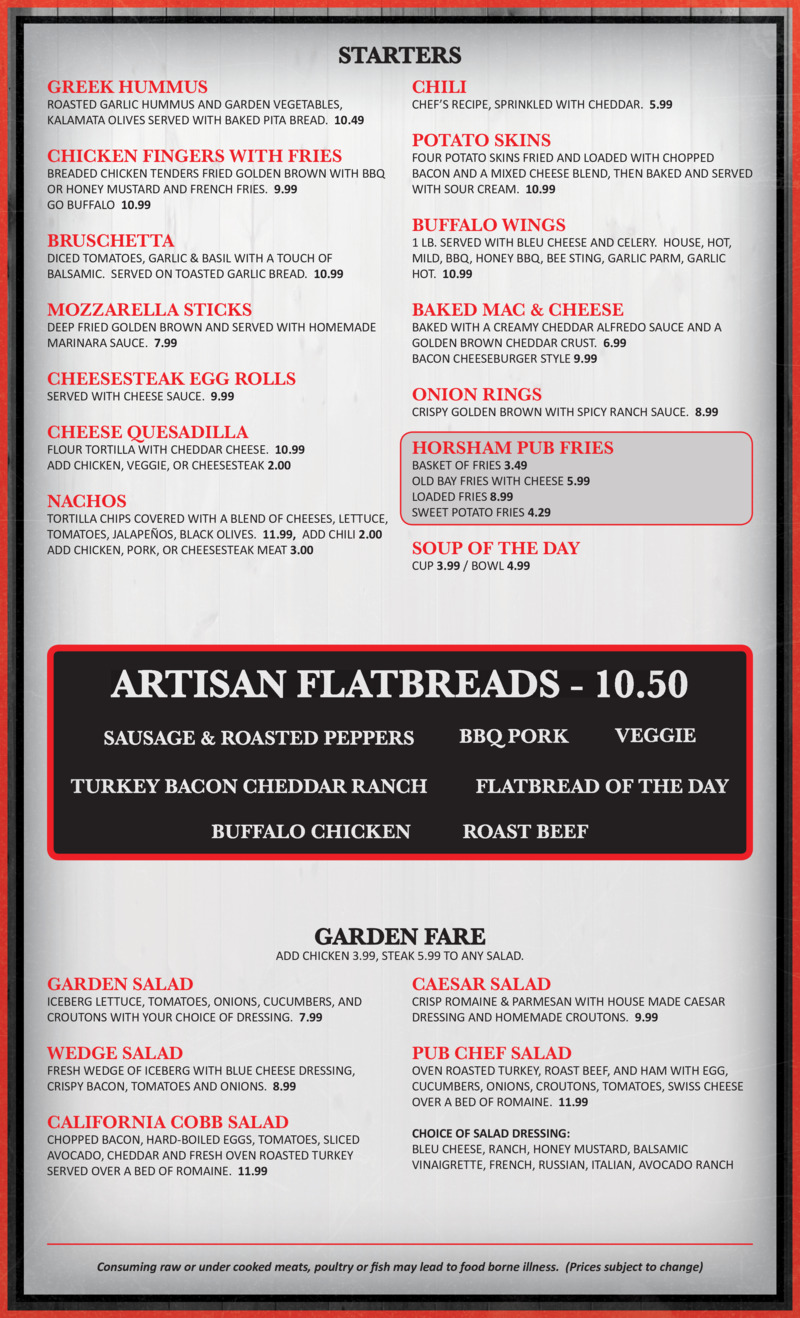 STARTERS
GREEK HUMMUS
ROASTED GARLIC HUMMUS AND GARDEN VEGETABLES,
KALAMATA OLIVES SERVED WITH BAKED PITA BREAD. 10.49
CHICKEN FINGERS WITH FRIES
BREADED CHICKEN TENDERS FRIED GOLDEN BROWN WITH BBQ
OR HONEY MUSTARD AND FRENCH FRIES. 9.99
GO BUFFALO 10.99
BRUSCHETTA
DICED TOMATOES, GARLIC & BASIL WITH A TOUCH OF
BALSAMIC. SERVED ON TOASTED GARLIC BREAD. 10.99
MOZZARELLA STICKS
DEEP FRIED GOLDEN BROWN AND SERVED WITH HOMEMADE
MARINARA SAUCE. 7.99
CHEESESTEAK EGG ROLLS
SERVED WITH CHEESE SAUCE. 9.99
CHEESE QUESADILLA
FLOUR TORTILLA WITH CHEDDAR CHEESE. 10.99
ADD CHICKEN, VEGGIE, OR CHEESESTEAK 2.00
NACHOS
TORTILLA CHIPS COVERED WITH A BLEND OF CHEESES, LETTUCE,
TOMATOES, JALAPEÑOS, BLACK OLIVES. 11.99, ADD CHILI 2.00
ADD CHICKEN, PORK, OR CHEESESTEAK MEAT 3.00
CHILI
CHEF'S RECIPE, SPRINKLED WITH CHEDDAR. 5.99
POTATO SKINS
FOUR POTATO SKINS FRIED AND LOADED WITH CHOPPED
BACON AND A MIXED CHEESE BLEND, THEN BAKED AND SERVED
WITH SOUR CREAM. 10.99
BUFFALO WINGS
1 LB. SERVED WITH BLEU CHEESE AND CELERY. HOUSE, HOT,
MILD, BBQ, HONEY BBQ, BEE STING, GARLIC PARM, GARLIC
HOT. 10.99
BAKED MAC & CHEESE
BAKED WITH A CREAMY CHEDDAR ALFREDO SAUCE AND A
GOLDEN BROWN CHEDDAR CRUST. 6.99
BACON CHEESEBURGER STYLE 9.99
ONION RINGS
CRISPY GOLDEN BROWN WITH SPICY RANCH SAUCE. 8.99
HORSHAM PUB FRIES
BASKET OF FRIES 3.49
OLD BAY FRIES WITH CHEESE 5.99
LOADED FRIES 8.99
SWEET POTATO FRIES 4.29
SOUP OF THE DAY
CUP 3.99 / BOWL 4.99
ARTISAN FLATBREADS - 10.50
SAUSAGE & ROASTED PEPPERS BBQ PORK VEGGIE
TURKEY BACON CHEDDAR RANCH FLATBREAD OF THE DAY
BUFFALO CHICKEN ROAST BEEF
GARDEN FARE
ADD CHICKEN 3.99, STEAK 5.99 TO ANY SALAD.
GARDEN SALAD
ICEBERG LETTUCE, TOMATOES, ONIONS, CUCUMBERS, AND
CROUTONS WITH YOUR CHOICE OF DRESSING. 7.99
WEDGE SALAD
FRESH WEDGE OF ICEBERG WITH BLUE CHEESE DRESSING,
CRISPY BACON, TOMATOES AND ONIONS. 8.99
CALIFORNIA COBB SALAD
CHOPPED BACON, HARD-BOILED EGGS, TOMATOES, SLICED
AVOCADO, CHEDDAR AND FRESH OVEN ROASTED TURKEY
SERVED OVER A BED OF ROMAINE. 11.99
CAESAR SALAD
CRISP ROMAINE & PARMESAN WITH HOUSE MADE CAESAR
DRESSING AND HOMEMADE CROUTONS. 9.99
PUB CHEF SALAD
OVEN ROASTED TURKEY, ROAST BEEF, AND HAM WITH EGG,
CUCUMBERS, ONIONS, CROUTONS, TOMATOES, SWISS CHEESE
OVER A BED OF ROMAINE. 11.99
CHOICE OF SALAD DRESSING:
BLEU CHEESE, RANCH, HONEY MUSTARD, BALSAMIC
VINAIGRETTE, FRENCH, RUSSIAN, ITALIAN, AVOCADO RANCH
Consuming raw or under cooked meats, poultry or fish may lead to food borne illness. (Prices subject to change)